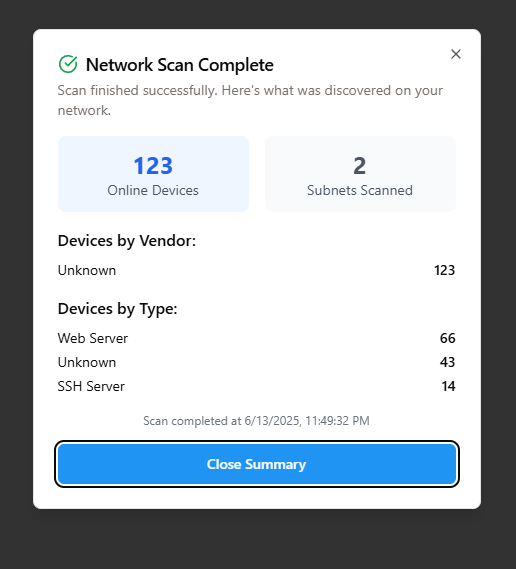 Network Scan Complete
Scan finished successfully. Here's what was discovered on your
network.
123
Online Devices
2
Subnets Scanned
Devices by Vendor:
Unknown 123
Devices by Type:
Web Server 66
Unknown 43
SSH Server 14
Scan completed at 6/13/2025, 11:49:32 PM
Close Summary